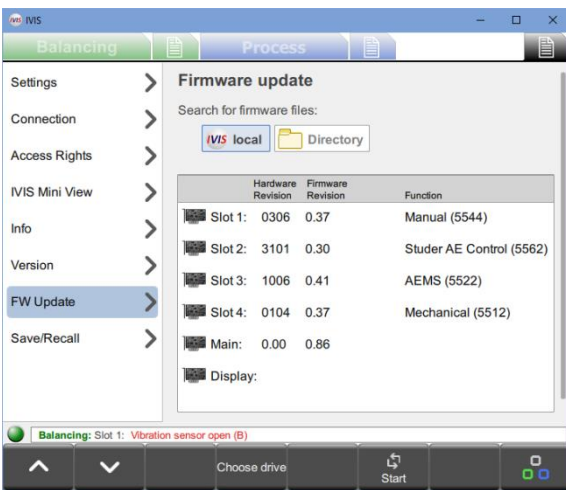 IVIS IVIS
Balancing Process
Settings
Connection
Access Rights
IVIS Mini View
Info
Version
FW Update
Save/Recall
Firmware update
Search for firmware files:
IVIS local Directory
Hardware Revision Firmware Revision Function
Slot 1: 0306 0.37 Manual (5544)
Slot 2: 3101 0.30 Studer AE Control (5562)
Slot 3: 1006 0.41 AEMS (5522)
Slot 4: 0104 0.37 Mechanical (5512)
Main: 0.00 0.86
Display:
Balancing: Slot 1: Vibration sensor open (B)
Choose drive Start